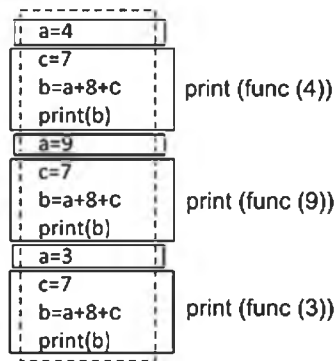 a=4
c=7
b=a+8+c
print(b)
print (func (4))
a=9
c=7
b=a+8+c
print(b)
print (func (9))
a=3
c=7
b=a+8+c
print(b)
print (func (3))